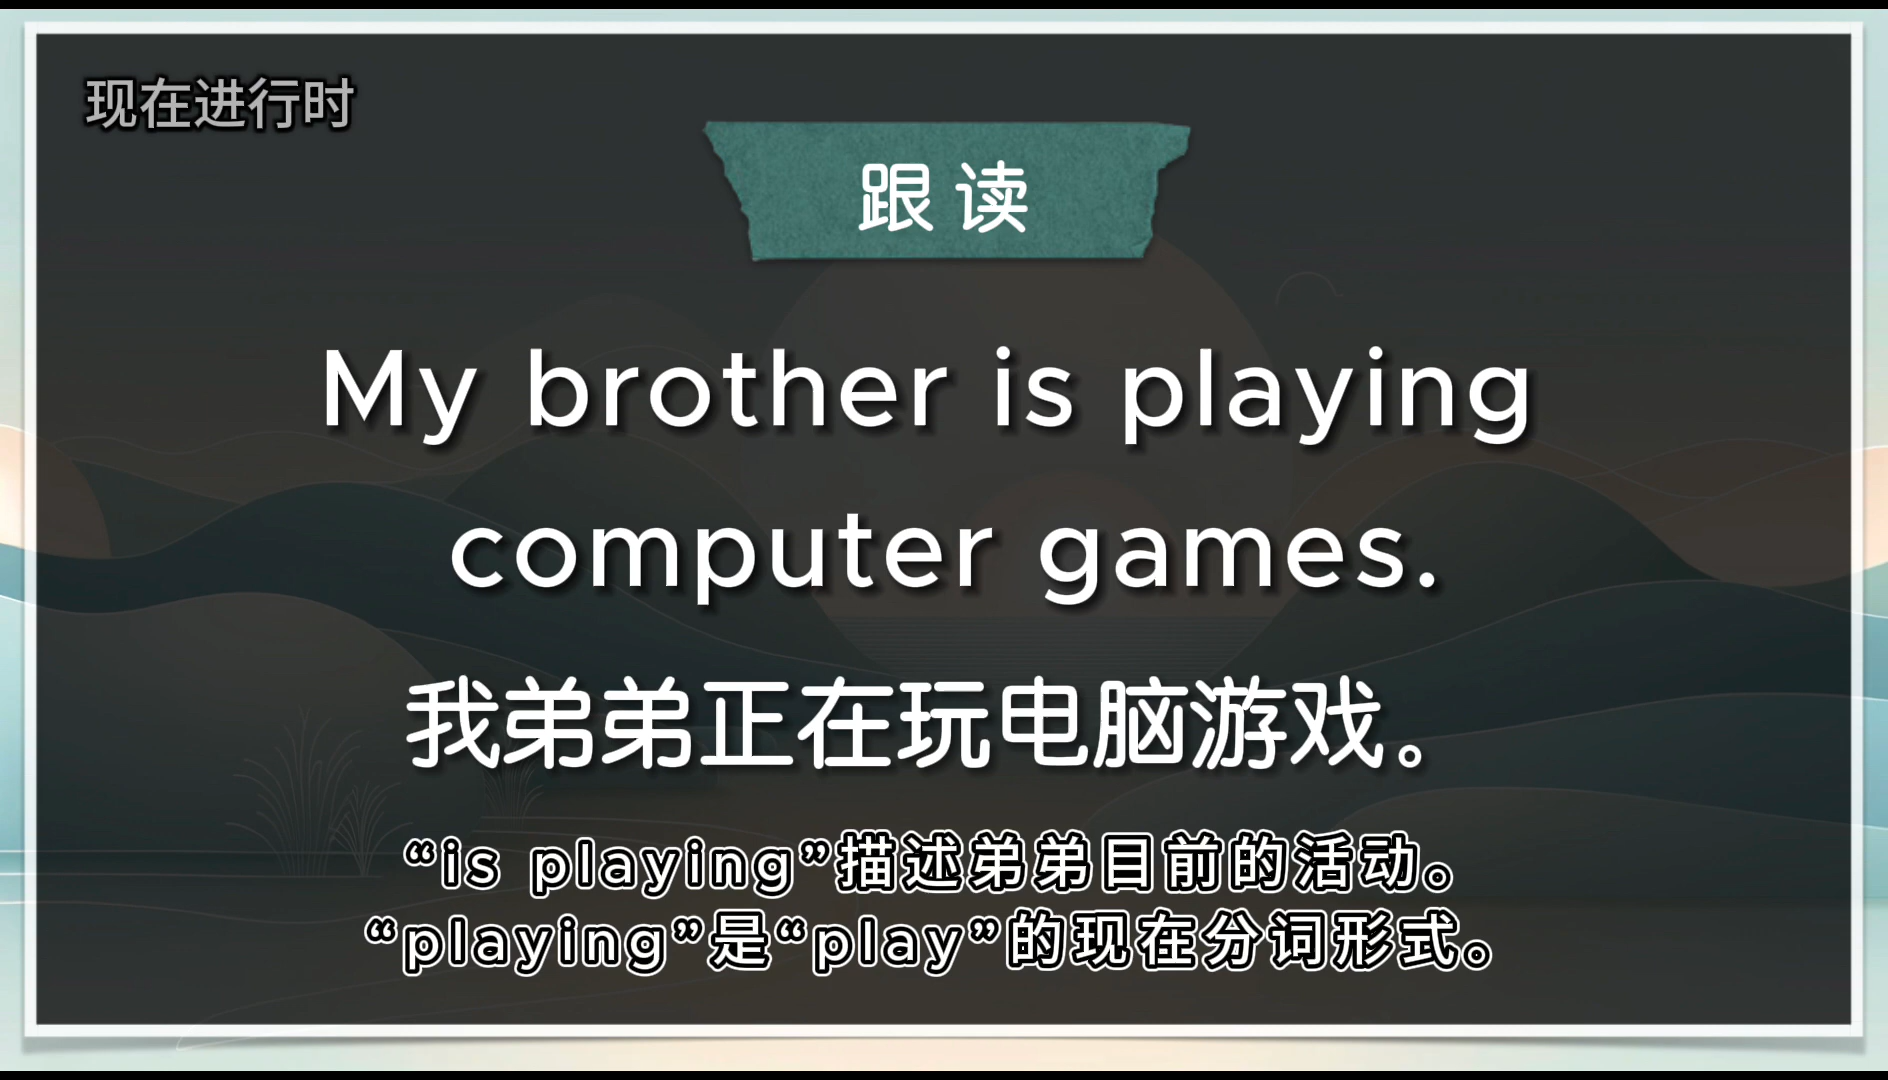 现在进行时
跟读
My brother is playing
computer games.
我弟弟正在玩电脑游戏。
“is playing”描述弟弟目前的活动。
“playing”是“play”的现在分词形式。